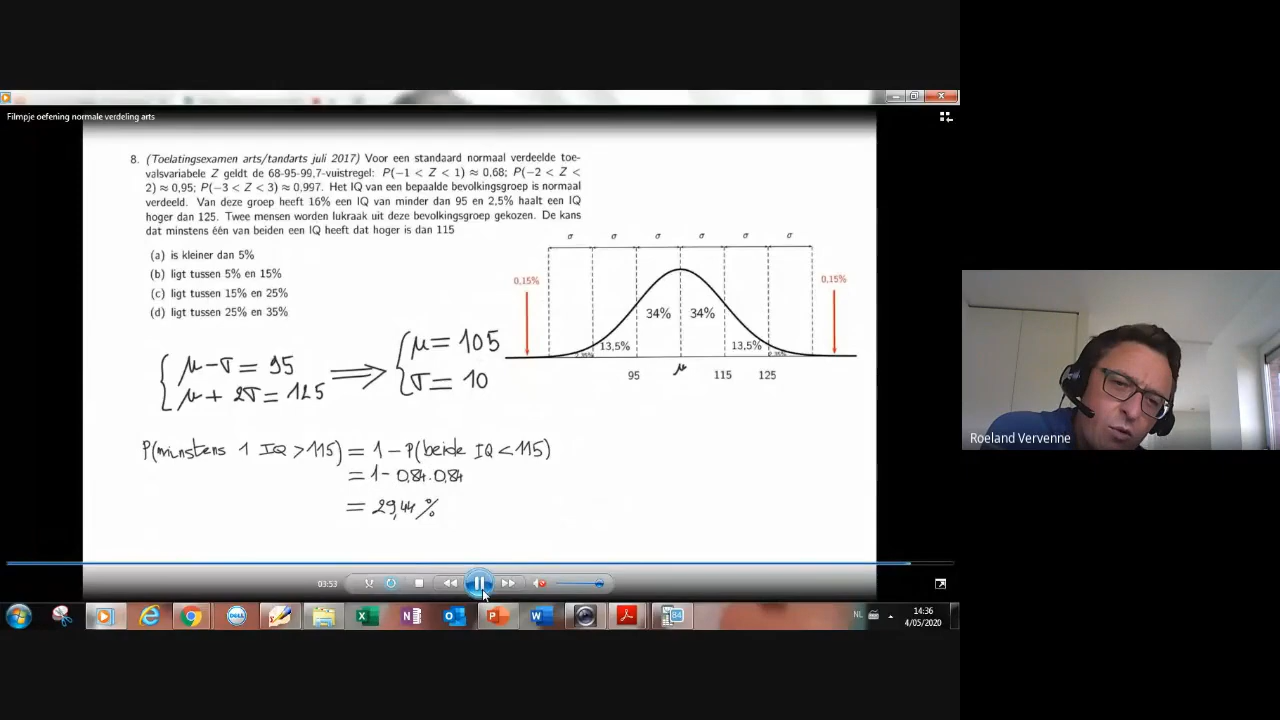 Filmpje oefening normale verdeling arts
8. (Toelatingsexamen arts/tandarts juli 2017) Voor een standaard normaal verdeelde toe-
valsvariabele Z geldt de 68-95-99,7-vuistregel: P(−1 < Z < 1) ≈ 0,68; P(−2 < Z <
2) ≈ 0,95; P(−3 < Z < 3) ≈ 0,997. Het IQ van een bepaalde bevolkingsgroep is normaal
verdeeld. Van deze groep heeft 16% een IQ van minder dan 95 en 2,5% haalt een IQ
hoger dan 125. Twee mensen worden lukraak uit deze bevolkingsgroep gekozen. De kans
dat minstens één van beiden een IQ heeft dat hoger is dan 115
(a) is kleiner dan 5%
(b) ligt tussen 5% en 15%
(c) ligt tussen 15% en 25%
(d) ligt tussen 25% en 35%
σ σ σ σ σ σ
0,15% 0,15%
34% 34%
13,5% 13,5%
95 μ 115 125
μ − σ = 95
μ + 2σ = 125
⟹
μ = 105
σ = 10
P(minstens 1 IQ > 115) = 1 − P(beide IQ < 115)
= 1 − 0,84 . 0,84
= 29,44 %
Roeland Vervenne
03:53
NL
14:36
4/05/2020